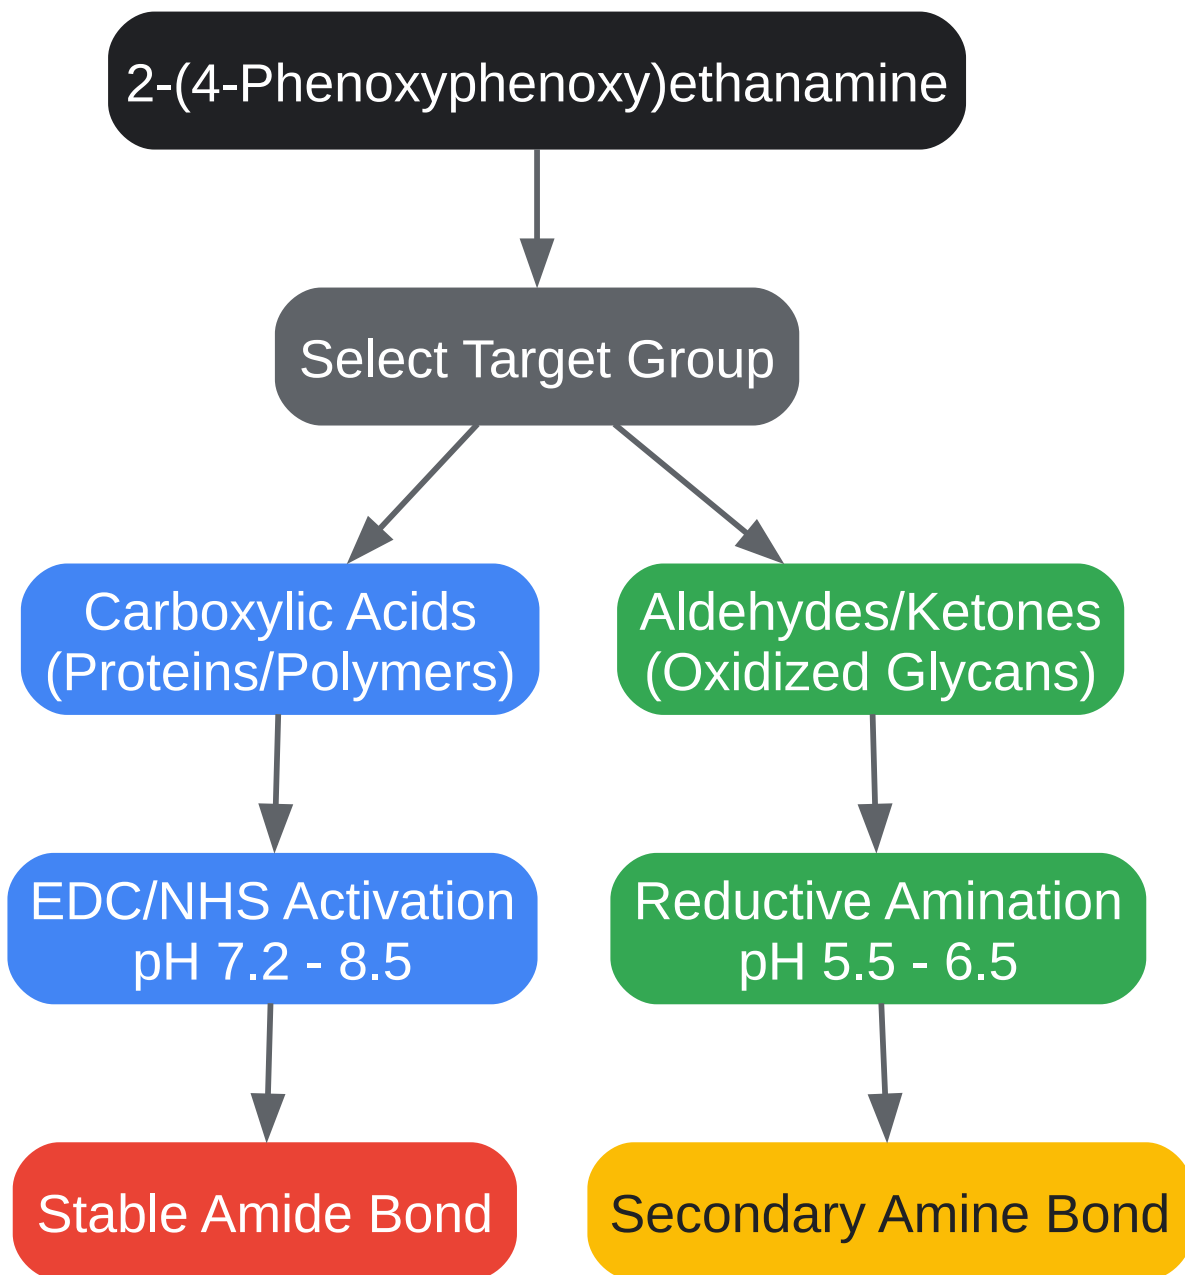 2-(4-Phenoxyphenoxy)ethanamine
Select Target Group
Carboxylic Acids
(Proteins/Polymers)
Aldehydes/Ketones
(Oxidized Glycans)
EDC/NHS Activation
pH 7.2 - 8.5
Reductive Amination
pH 5.5 - 6.5
Stable Amide Bond
Secondary Amine Bond